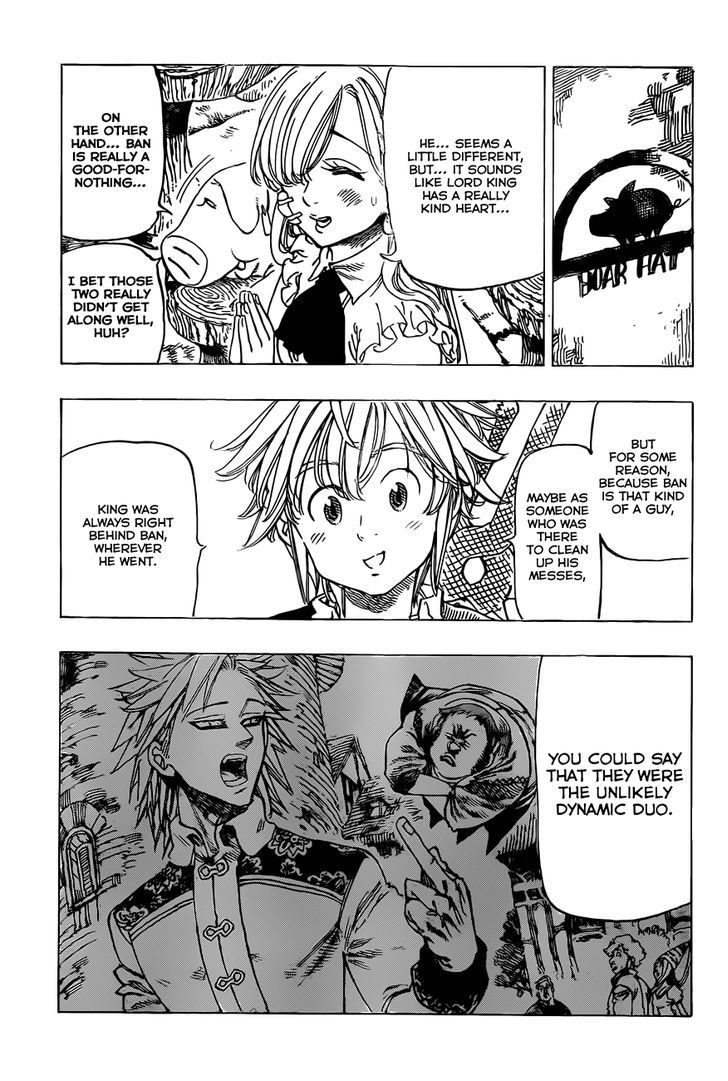 BOAR HAT
HE... SEEMS A
LITTLE DIFFERENT,
BUT... IT SOUNDS
LIKE LORD KING
HAS A REALLY
KIND HEART...
ON
THE OTHER
HAND... BAN
IS REALLY A
GOOD-FOR-
NOTHING...
I BET THOSE
TWO REALLY
DIDN'T GET
ALONG WELL,
HUH?
BUT
FOR SOME
REASON,
BECAUSE BAN
IS THAT KIND
OF A GUY,
MAYBE AS
SOMEONE
WHO WAS
THERE
TO CLEAN
UP HIS
MESSES,
KING WAS
ALWAYS RIGHT
BEHIND BAN,
WHEREVER
HE WENT.
YOU COULD SAY
THAT THEY WERE
THE UNLIKELY
DYNAMIC DUO.